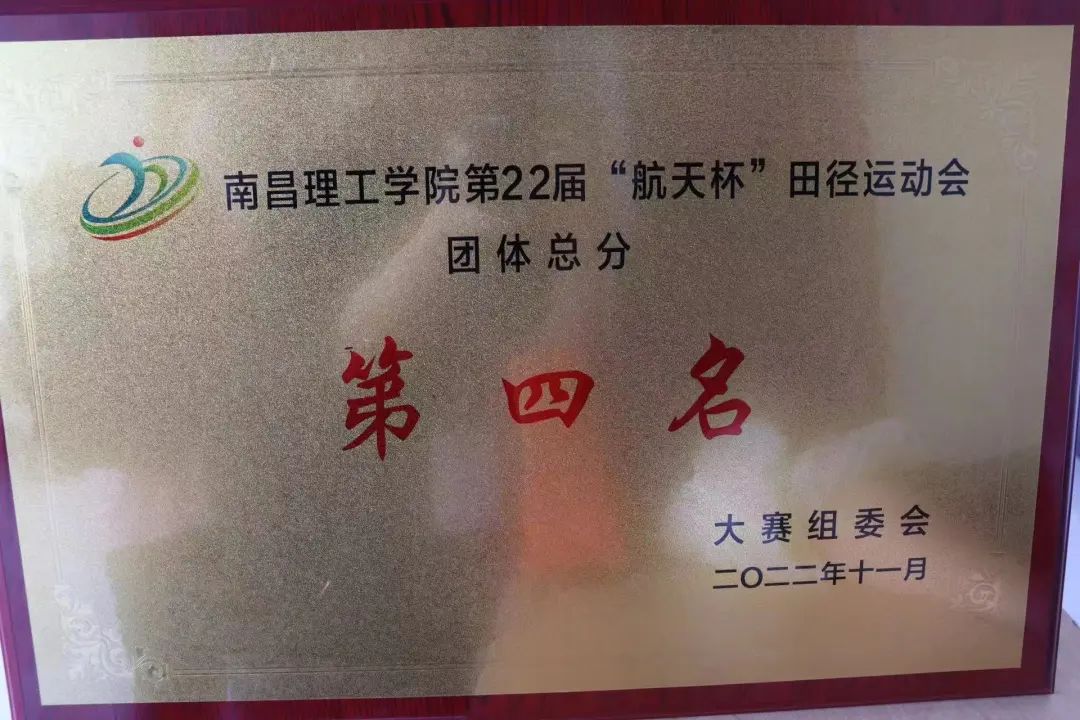 南昌理工学院第22届“航天杯”田径运动会
团体总分
第四名
大赛组委会
二〇二二年十一月